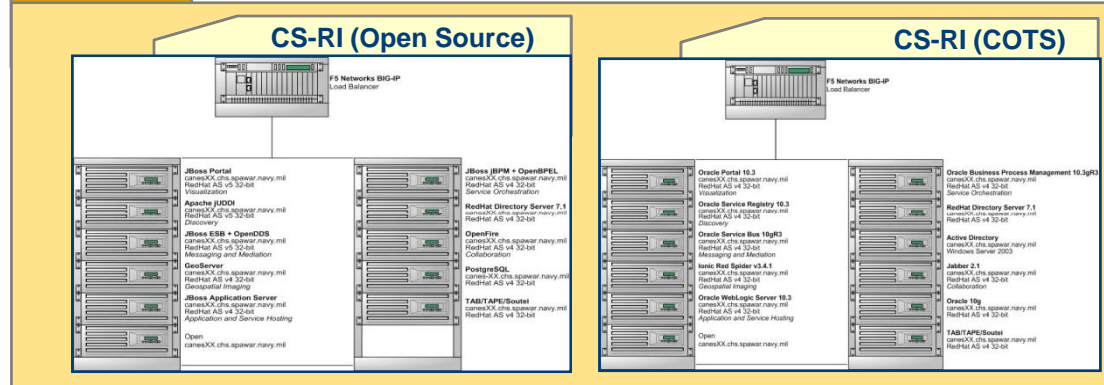 CS-RI (Open Source)
F5 Networks BIG-IP
Load Balancer
JBoss Portal
canesXX.chs.spawar.navy.mil
RedHat AS v5 32-bit
Visualization
Apache jUDDI
canesXX.chs.spawar.navy.mil
RedHat AS v5 32-bit
Discovery
JBoss ESB + OpenDDS
canesXX.chs.spawar.navy.mil
RedHat AS v5 32-bit
Messaging and Mediation
GeoServer
canesXX.chs.spawar.navy.mil
RedHat AS v4 32-bit
Geospatial Imaging
JBoss Application Server
canesXX.chs.spawar.navy.mil
RedHat AS v4 32-bit
Application and Service Hosting
Open
canesXX.chs.spawar.navy.mil
JBoss jBPM + OpenBPEL
canesXX.chs.spawar.navy.mil
RedHat AS v4 32-bit
Service Orchestration
RedHat Directory Server 7.1
canesXX.chs.spawar.navy.mil
RedHat AS v4 32-bit
OpenFire
canesXX.chs.spawar.navy.mil
RedHat AS v4 32-bit
Collaboration
PostgreSQL
canes-XX.chs.spawar.navy.mil
RedHat AS v4 32-bit
TAB/TAPE/Soutei
canesXX.chs.spawar.navy.mil
RedHat AS v4 32-bit
CS-RI (COTS)
F5 Networks BIG-IP
Load Balancer
Oracle Portal 10.3
canesXX.chs.spawar.navy.mil
RedHat AS v4 32-bit
Visualization
Oracle Service Registry 10.3
canesXX.chs.spawar.navy.mil
RedHat AS v4 32-bit
Discovery
Oracle Service Bus 10gR3
canesXX.chs.spawar.navy.mil
RedHat AS v4 32-bit
Messaging and Mediation
Ionic Red Spider v3.4.1
canesXX.chs.spawar.navy.mil
RedHat AS v4 32-bit
Geospatial Imaging
Oracle WebLogic Server 10.3
canesXX.chs.spawar.navy.mil
RedHat AS v4 32-bit
Application and Service Hosting
Open
canesXX.chs.spawar.navy.mil
Oracle Business Process Management 10.3gR3
canesXX.chs.spawar.navy.mil
RedHat AS v4 32-bit
Service Orchestration
RedHat Directory Server 7.1
canesXX.chs.spawar.navy.mil
RedHat AS v4 32-bit
Active Directory
canesXX.chs.spawar.navy.mil
Windows Server 2003
Jabber 2.1
canesXX.chs.spawar.navy.mil
RedHat AS v4 32-bit
Collaboration
Oracle 10g
canesXX.chs.spawar.navy.mil
RedHat AS v4 32-bit
TAB/TAPE/Soutei
canesXX.chs.spawar.navy.mil
RedHat AS v4 32-bit